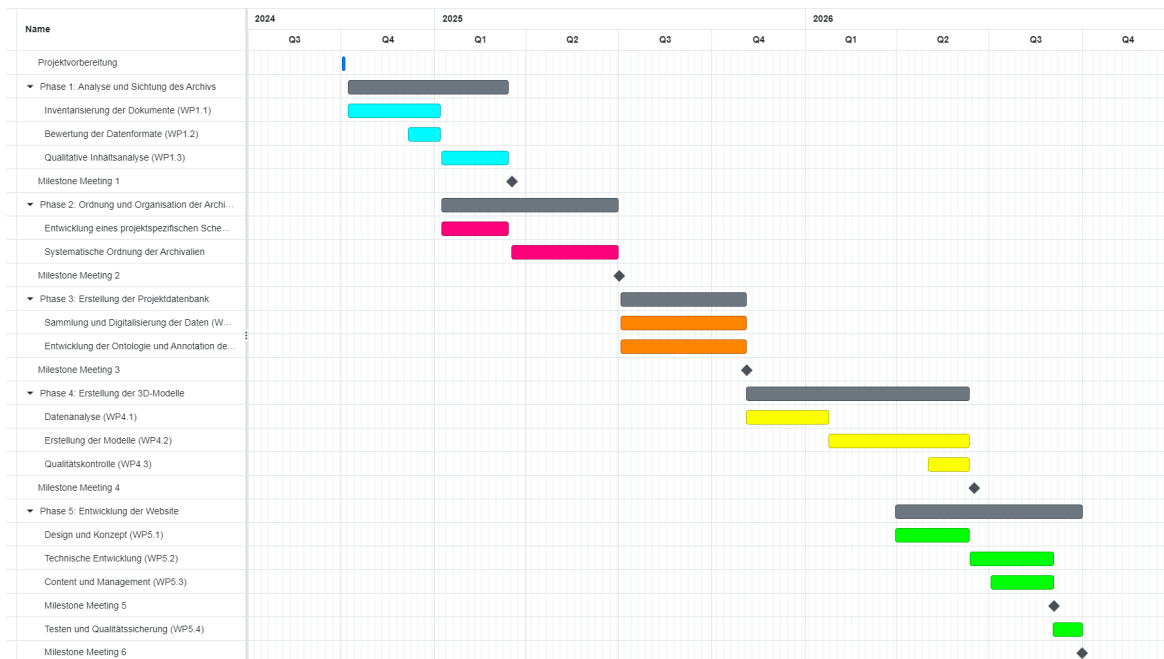 2024 2025 2026
Name
Q3 Q4 Q1 Q2 Q3 Q4 Q1 Q2 Q3 Q4
Projektvorbereitung
Phase 1: Analyse und Sichtung des Archivs
Inventarisierung der Dokumente (WP1.1)
Bewertung der Datenformate (WP1.2)
Qualitative Inhaltsanalyse (WP1.3)
Milestone Meeting 1
Phase 2: Ordnung und Organisation der Archi...
Entwicklung eines projektspezifischen Sche...
Systematische Ordnung der Archivalien
Milestone Meeting 2
Phase 3: Erstellung der Projektdatenbank
Sammlung und Digitalisierung der Daten (W...
Entwicklung der Ontologie und Annotation de...
Milestone Meeting 3
Phase 4: Erstellung der 3D-Modelle
Datenanalyse (WP4.1)
Erstellung der Modelle (WP4.2)
Qualitätskontrolle (WP4.3)
Milestone Meeting 4
Phase 5: Entwicklung der Website
Design und Konzept (WP5.1)
Technische Entwicklung (WP5.2)
Content und Management (WP5.3)
Milestone Meeting 5
Testen und Qualitätssicherung (WP5.4)
Milestone Meeting 6